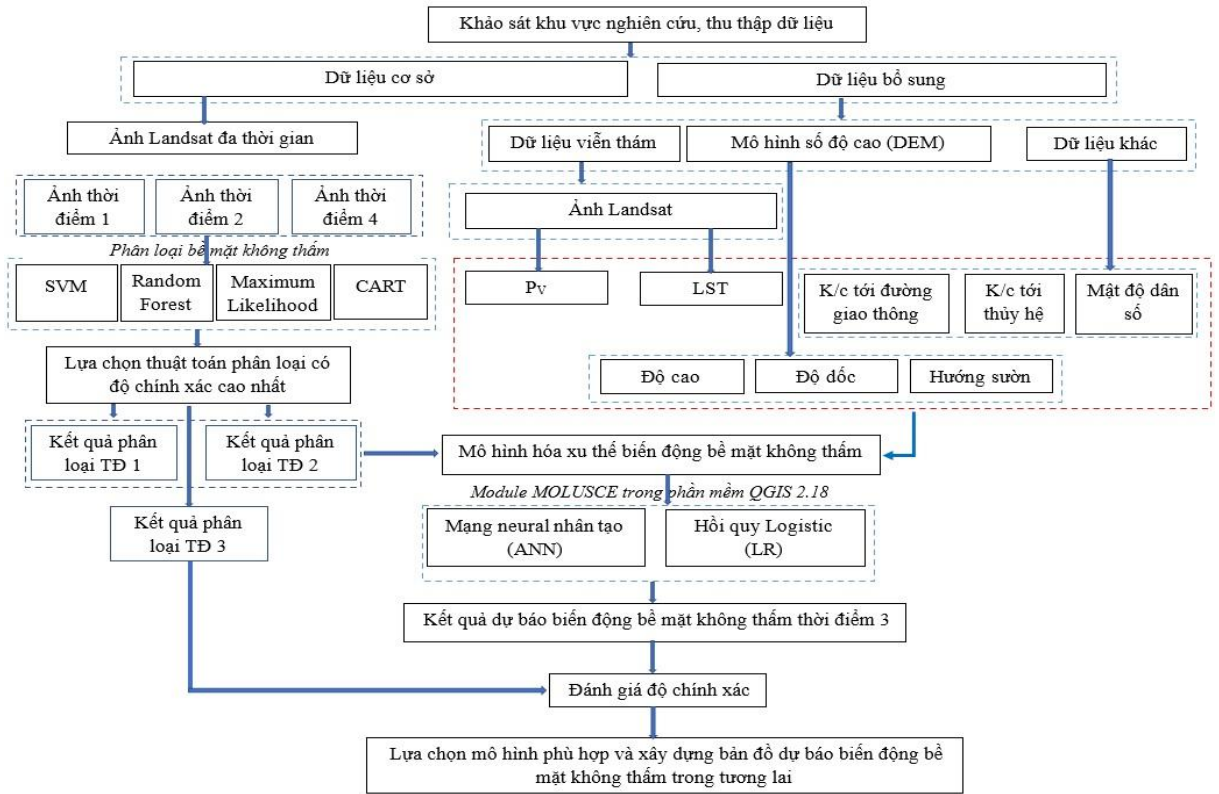 Khảo sát khu vực nghiên cứu, thu thập dữ liệu
Dữ liệu cơ sở
Dữ liệu bổ sung
Ảnh Landsat đa thời gian
Dữ liệu viễn thám
Mô hình số độ cao (DEM)
Dữ liệu khác
Ảnh thời
điểm 1
Ảnh thời
điểm 2
Ảnh thời
điểm 4
Ảnh Landsat
Phân loại bề mặt không thấm
SVM
Random
Forest
Maximum
Likelihood
CART
PV
LST
K/c tới đường
giao thông
K/c tới
thủy hệ
Mật độ dân
số
Lựa chọn thuật toán phân loại có
độ chính xác cao nhất
Độ cao
Độ dốc
Hướng sườn
Kết quả phân
loại TĐ 1
Kết quả phân
loại TĐ 2
Mô hình hóa xu thế biến động bề mặt không thấm
Module MOLUSCE trong phần mềm QGIS 2.18
Kết quả phân
loại TĐ 3
Mạng neural nhân tạo
(ANN)
Hồi quy Logistic
(LR)
Kết quả dự báo biến động bề mặt không thấm thời điểm 3
Đánh giá độ chính xác
Lựa chọn mô hình phù hợp và xây dựng bản đồ dự báo biến động bề
mặt không thấm trong tương lai